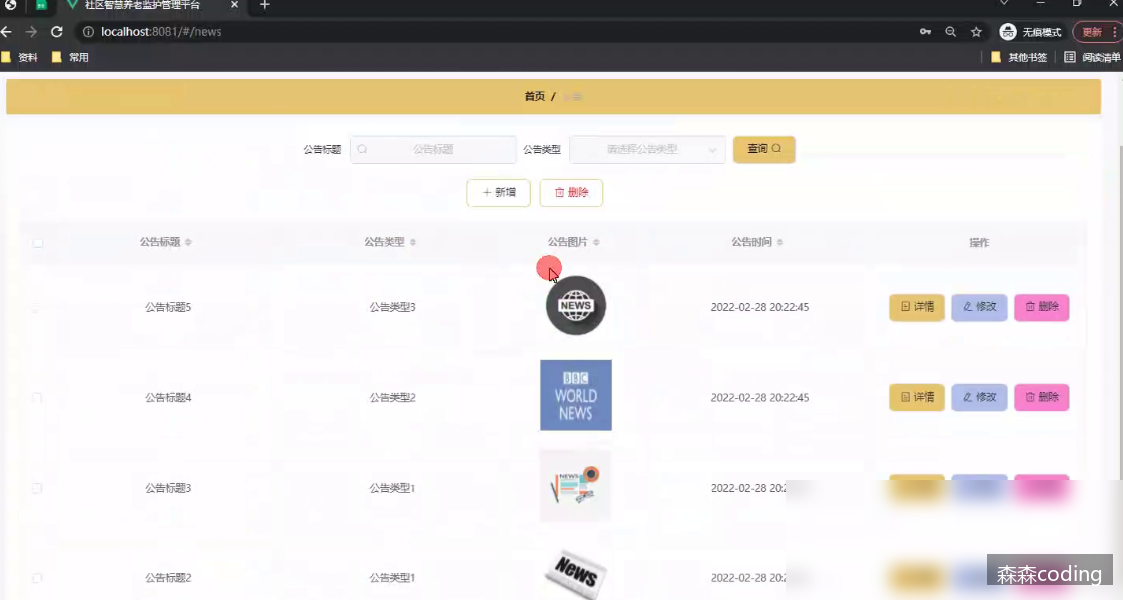 社区智慧养老监护管理平台
localhost:8081/#/news
无痕模式
更新
资料
常用
其他书签
阅读清单
首页 /
公告标题 公告标题 公告类型 请选择公告类型 查询
新增 删除
公告标题 公告类型 公告图片 公告时间 操作
公告标题5 公告类型3 NEWS 2022-02-28 20:22:45 详情 修改 删除
公告标题4 公告类型2 BBC WORLD NEWS 2022-02-28 20:22:45 详情 修改 删除
公告标题3 公告类型1 NEWS 2022-02-28 20:2
公告标题2 公告类型1 News 2022-02-28 20:2
森森coding